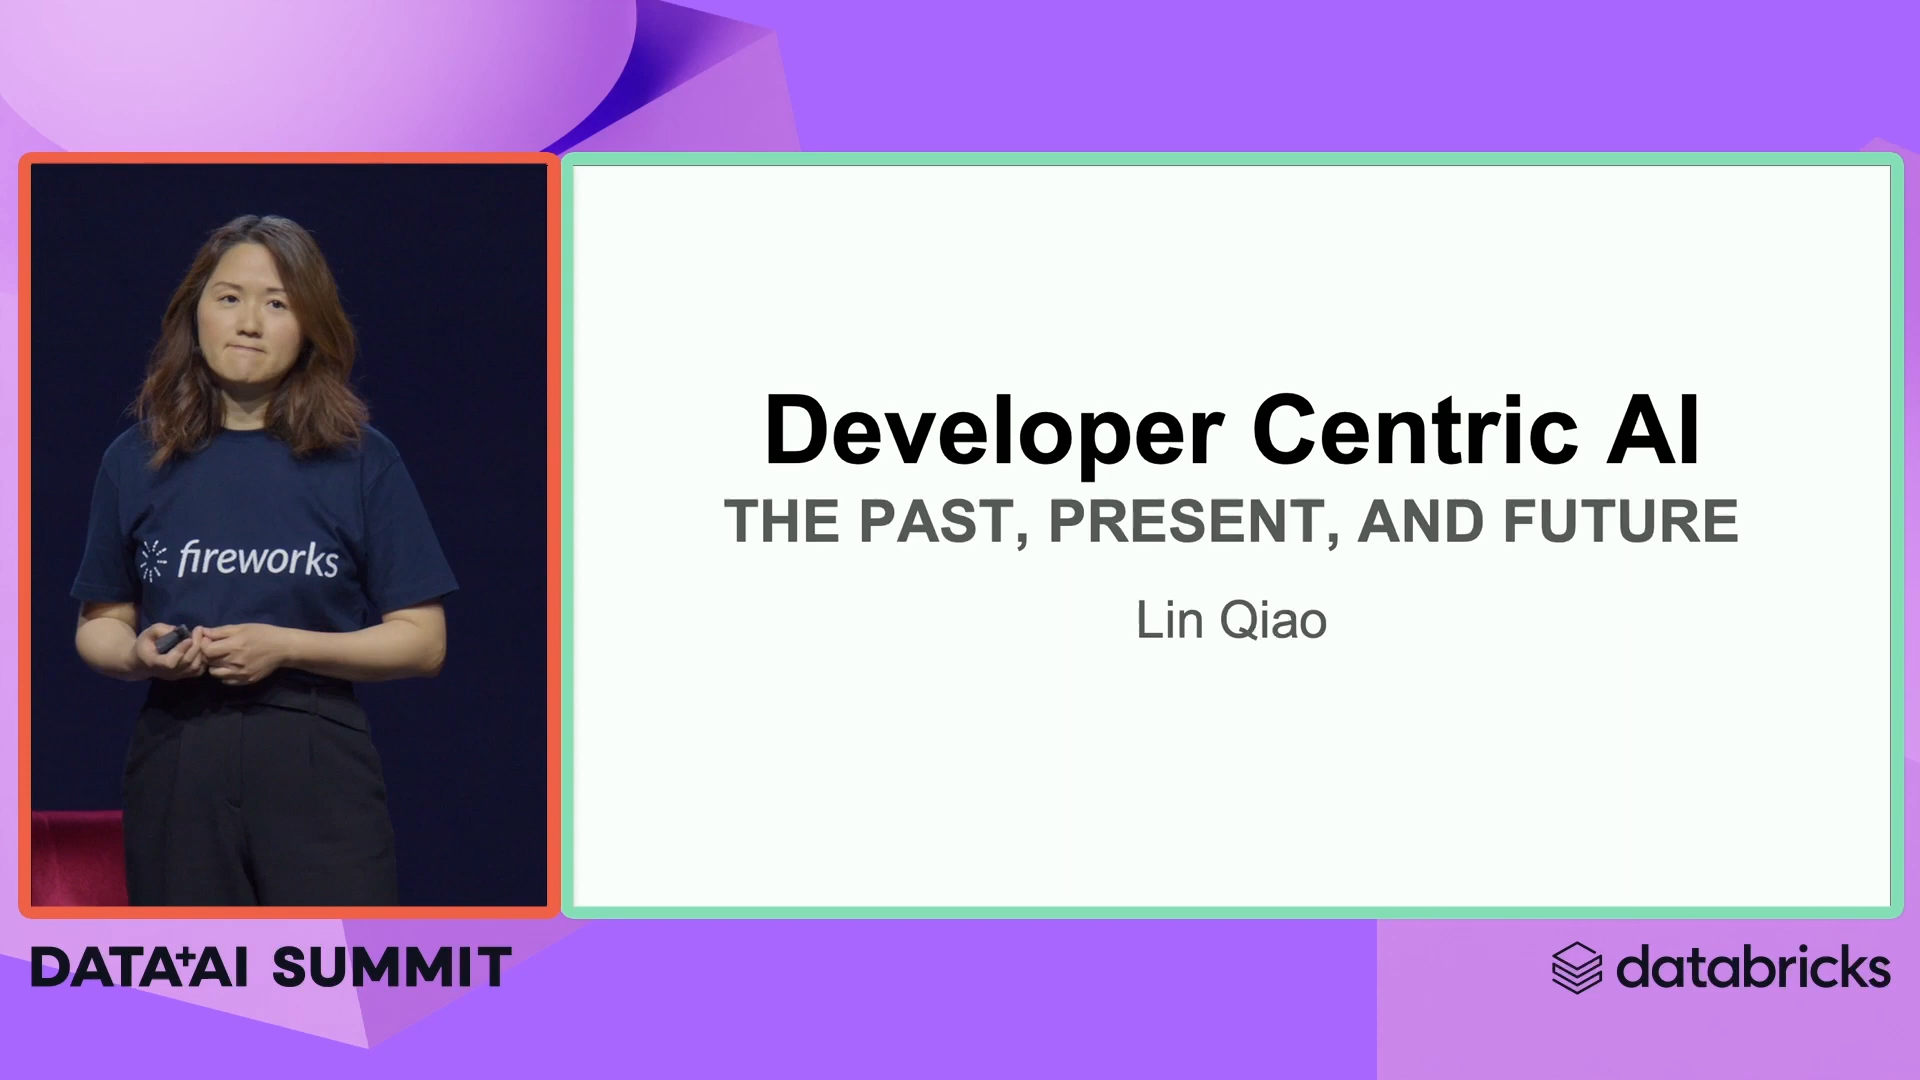 fireworks
Developer Centric AI
THE PAST, PRESENT, AND FUTURE
Lin Qiao
DATA+AI SUMMIT
databricks